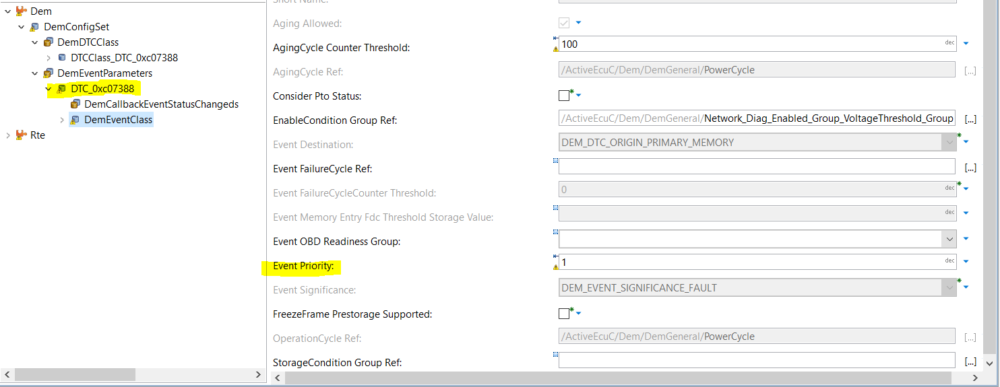 Dem
DemConfigSet
DemDTCClass
DTCClass_DTC_0xc07388
DemEventParameters
DTC_0xc07388
DemCallbackEventStatusChangeds
DemEventClass
Rte
Short Name:
Aging Allowed:
AgingCycle Counter Threshold: 100 dec
AgingCycle Ref: /ActiveEcuC/Dem/DemGeneral/PowerCycle [...]
Consider Pto Status:
EnableCondition Group Ref: /ActiveEcuC/Dem/DemGeneral/Network_Diag_Enabled_Group_VoltageThreshold_Group [...]
Event Destination: DEM_DTC_ORIGIN_PRIMARY_MEMORY
Event FailureCycle Ref: [...]
Event FailureCycleCounter Threshold: 0 dec
Event Memory Entry Fdc Threshold Storage Value: dec
Event OBD Readiness Group:
Event Priority: 1 dec
Event Significance: DEM_EVENT_SIGNIFICANCE_FAULT
FreezeFrame Prestorage Supported:
OperationCycle Ref: /ActiveEcuC/Dem/DemGeneral/PowerCycle [...]
StorageCondition Group Ref: [...]